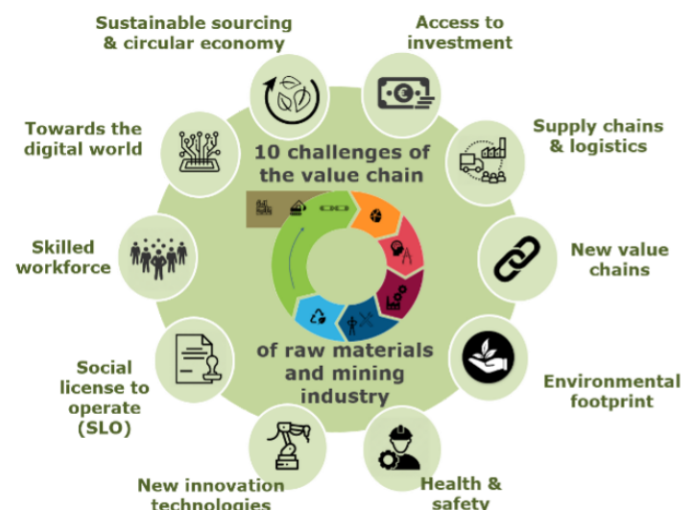 Sustainable sourcing
& circular economy
Access to
investment
Towards the
digital world
10 challenges of
the value chain
Supply chains
& logistics
Skilled
workforce
New value
chains
Social
license to
operate
(SLO)
of raw materials
and mining
industry
Environmental
footprint
New innovation
technologies
Health &
safety